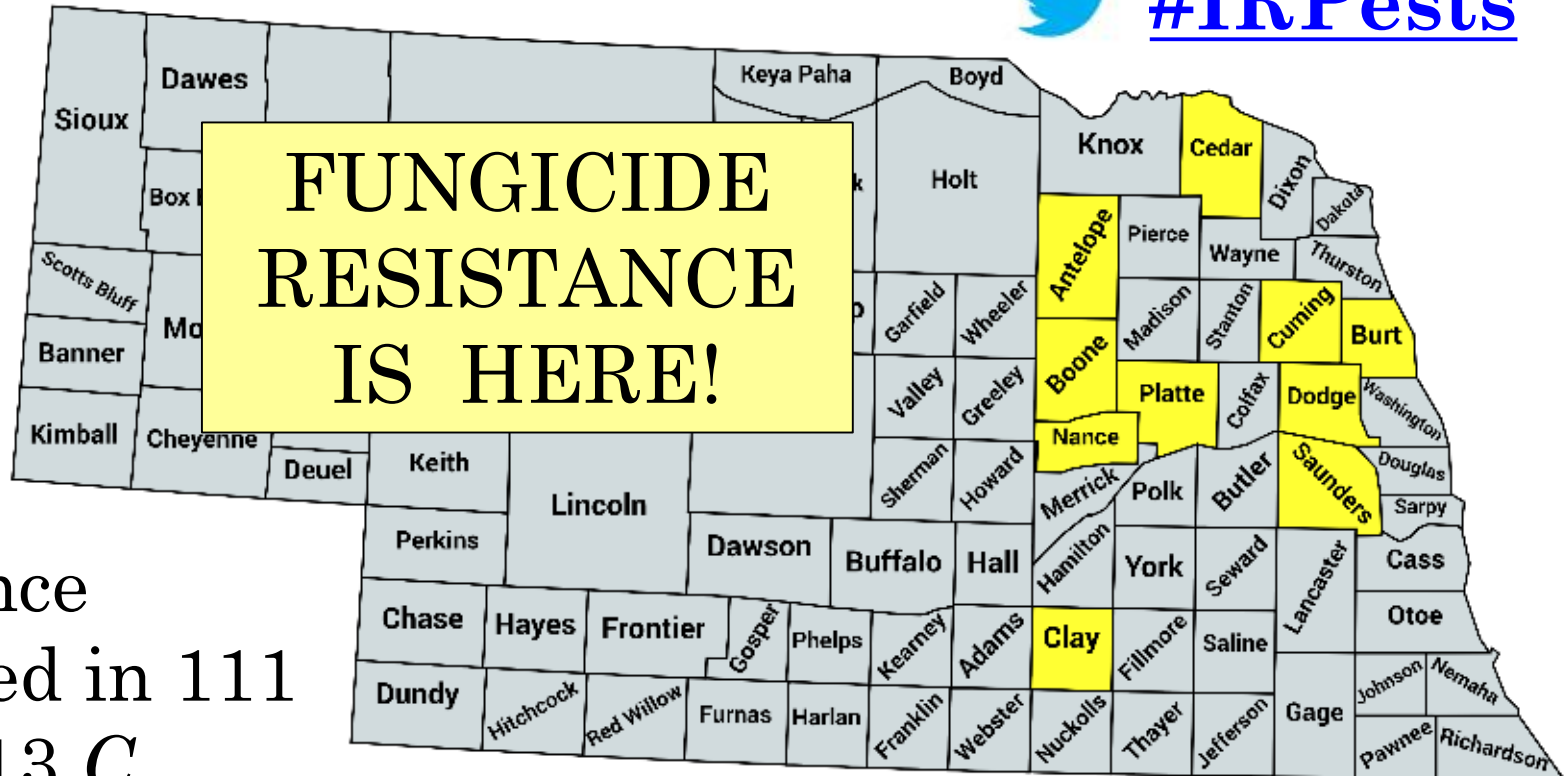 #IRPests
Keya Paha
Boyd
Dawes
Sioux
Knox
Cedar
Dixon
Dakota
FUNGICIDE
RESISTANCE
IS HERE!
Holt
Box
Antelope
Pierce
Wayne
Thurston
Scotts Bluff
Garfield
Wheeler
Madison
Stanton
Cuming
Burt
Banner
Mo
Boone
Valley
Greeley
Platte
Colfax
Dodge
Washington
Kimball
Cheyenne
Nance
Deuel
Keith
Lincoln
Sherman
Howard
Merrick
Polk
Butler
Saunders
Douglas
Sarpy
Perkins
Dawson
Buffalo
Hall
Hamilton
York
Seward
Lancaster
Cass
nce
Chase
Hayes
Frontier
Gosper
Phelps
Kearney
Adams
Clay
Fillmore
Saline
Otoe
ed in 111
Dundy
Hitchcock
Red Willow
Furnas
Harlan
Franklin
Webster
Nuckolls
Thayer
Jefferson
Gage
Johnson
Nemaha
Pawnee
Richardson
13 C